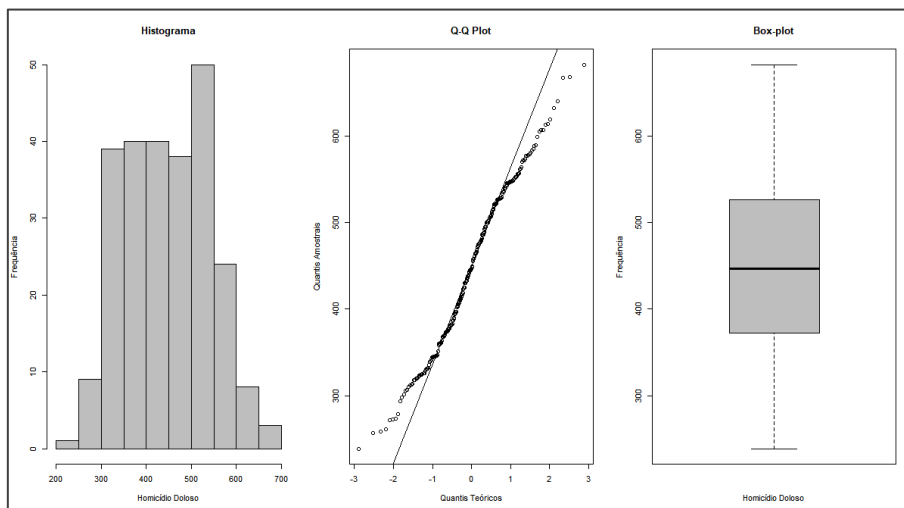 Histograma
Frequência
50
40
30
20
10
0
200 300 400 500 600 700
Homicídio Doloso
Q-Q Plot
Quantis Amostrais
600
500
400
300
-3 -2 -1 0 1 2 3
Quantis Teóricos
Box-plot
Frequência
600
500
400
300
Homicídio Doloso